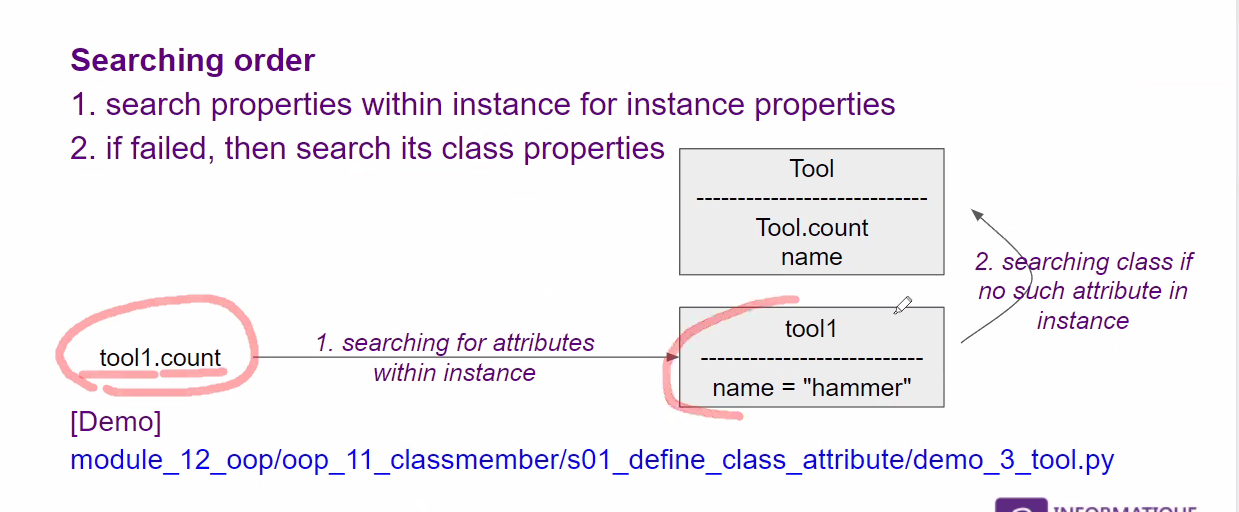 Searching order
1. search properties within instance for instance properties
2. if failed, then search its class properties
Tool
----------------------------
Tool.count
name
2. searching class if
no such attribute in
instance
tool1.count
1. searching for attributes
within instance
tool1
---------------------------
name = "hammer"
[Demo]
module_12_oop/oop_11_classmember/s01_define_class_attribute/demo_3_tool.py
INFORMATIQUE